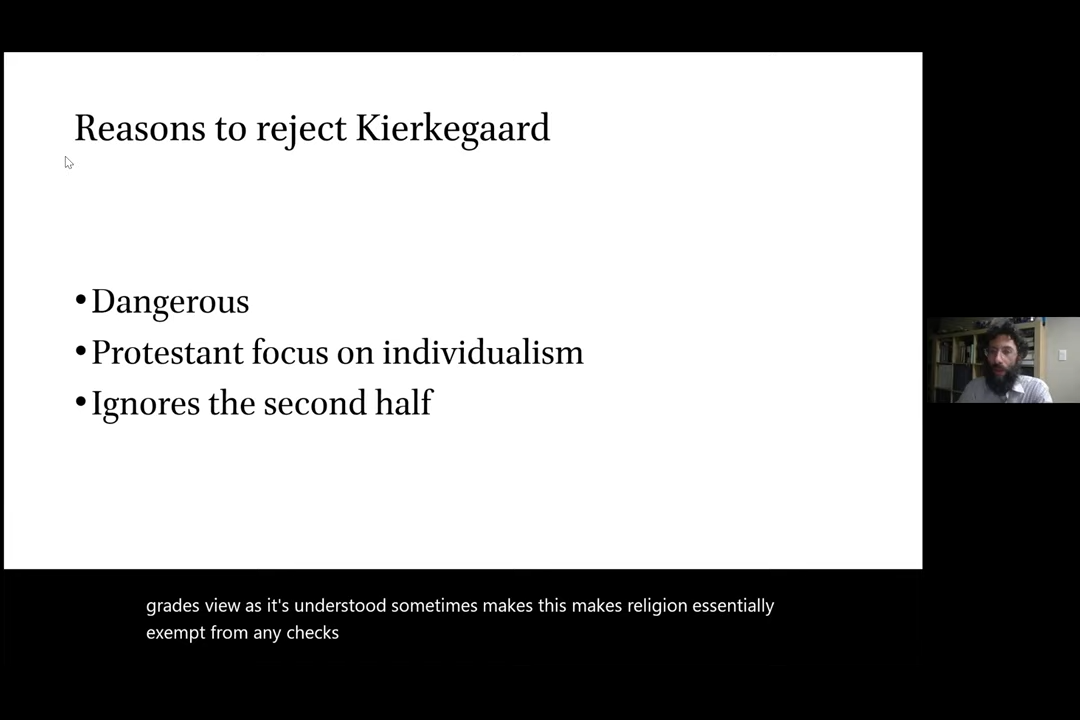 Reasons to reject Kierkegaard
•Dangerous
•Protestant focus on individualism
•Ignores the second half
grades view as it's understood sometimes makes this makes religion essentially
exempt from any checks